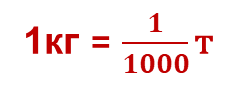 1кг = 1/1000 т